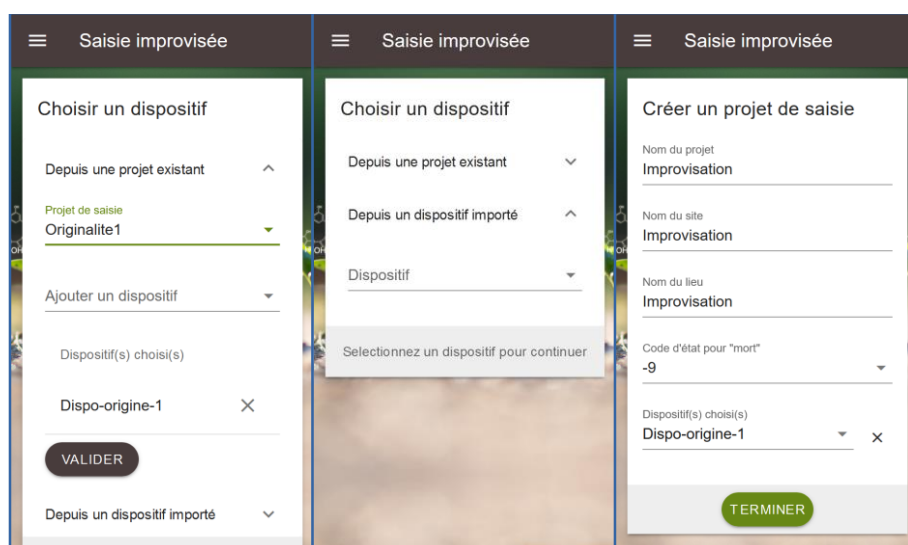 Saisie improvisée
Choisir un dispositif
Depuis une projet existant
Projet de saisie
Originalite1
Ajouter un dispositif
Dispositif(s) choisi(s)
Dispo-origine-1
VALIDER
Depuis un dispositif importé
Saisie improvisée
Choisir un dispositif
Depuis une projet existant
Depuis un dispositif importé
Dispositif
Selectionnez un dispositif pour continuer
Saisie improvisée
Créer un projet de saisie
Nom du projet
Improvisation
Nom du site
Improvisation
Nom du lieu
Improvisation
Code d'état pour "mort"
-9
Dispositif(s) choisi(s)
Dispo-origine-1
TERMINER